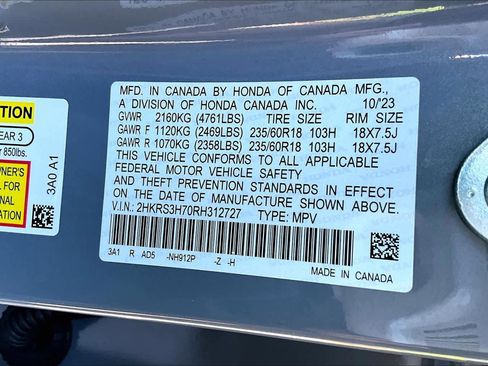 MFD. IN CANADA BY HONDA OF CANADA MFG.,
A DIVISION OF HONDA CANADA INC. 10/'23
GVWR 2160KG (4761LBS) TIRE SIZE RIM SIZE
GAWR F 1120KG (2469LBS) 235/60R18 103H 18X7.5J
GAWR R 1070KG (2358LBS) 235/60R18 103H 18X7.5J
THIS VEHICLE CONFORMS TO ALL APPLICABLE
FEDERAL MOTOR VEHICLE SAFETY
AND THEFT PREVENTION STANDARDS IN EFFECT
ON THE DATE OF MANUFACTURE SHOWN ABOVE.
V.I.N.: 2HKRS3H70RH312727 TYPE: MPV
3A1 R AD5 -NH912P -Z -H
MADE IN CANADA
EAR 3
850lbs.
NER'S
L FOR
ONAL
ATION
3A0 A1